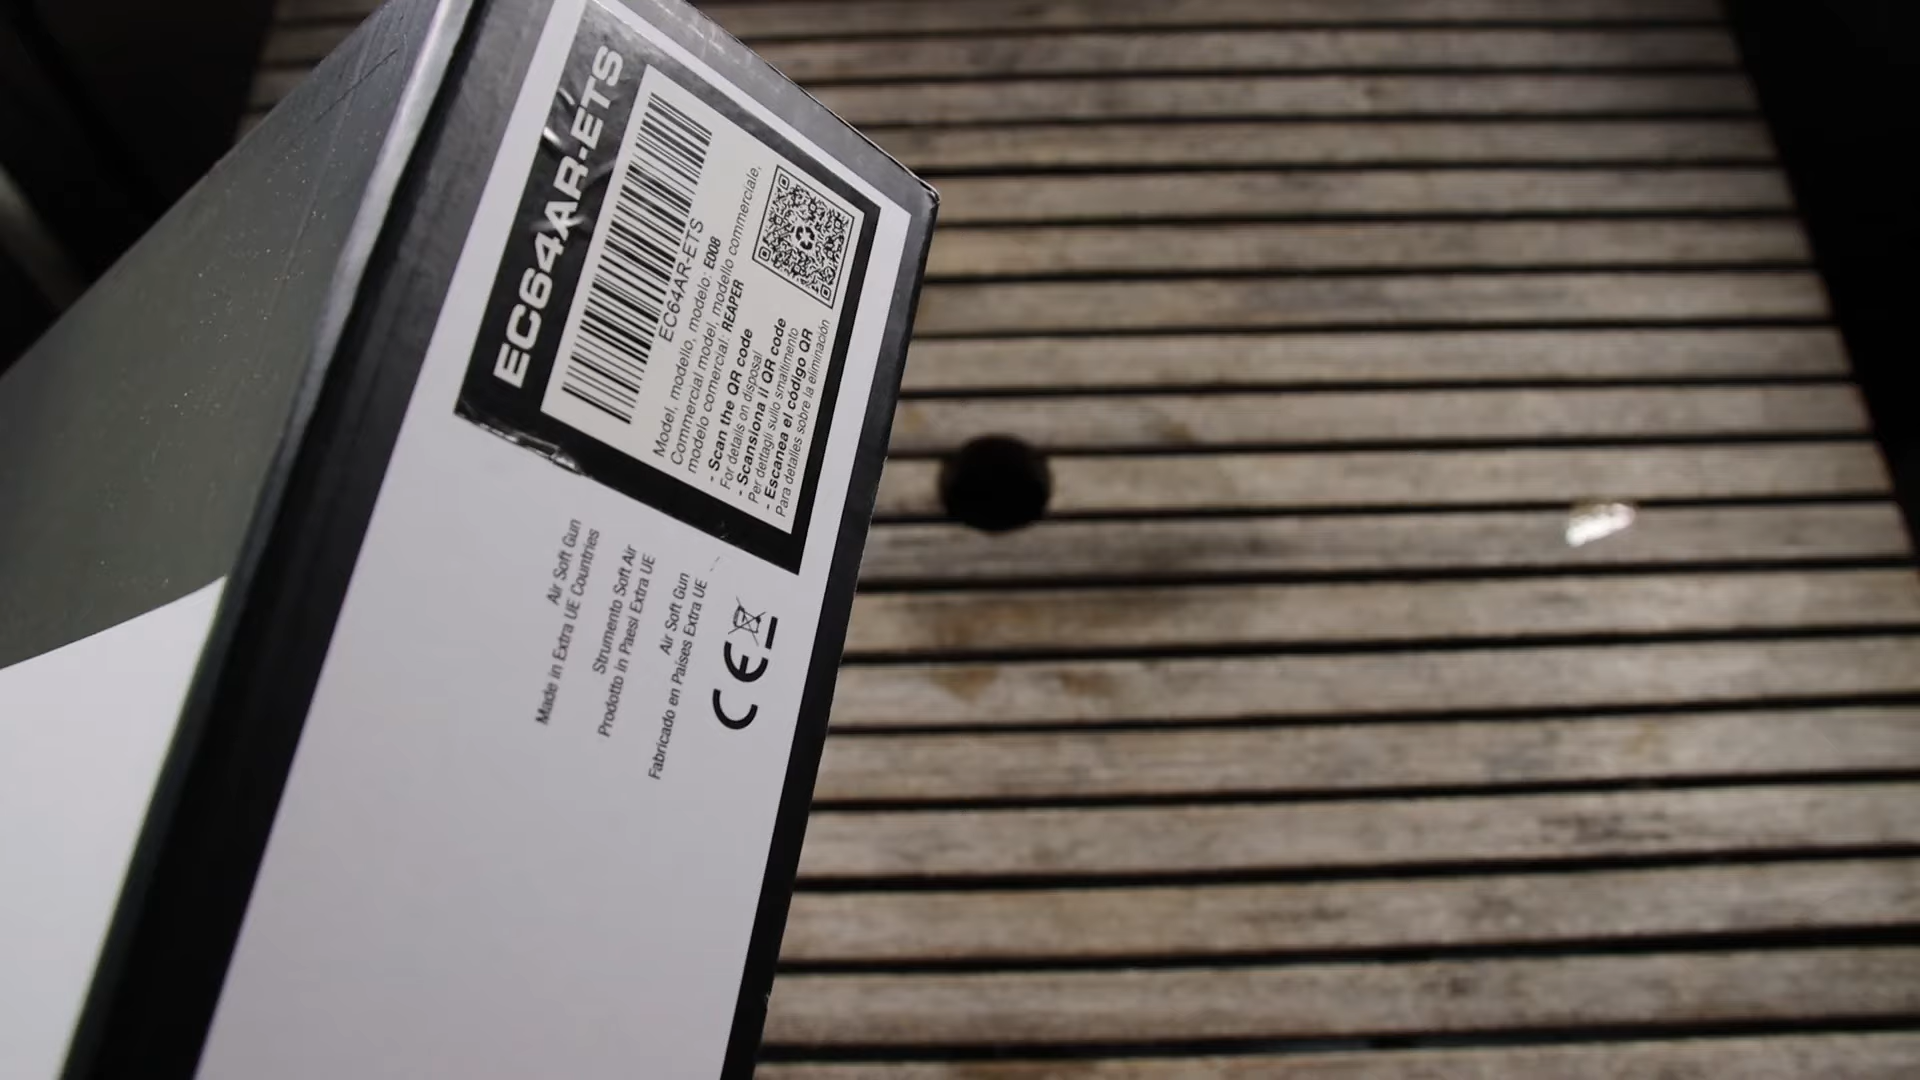 EC64AR-ETS
EC64AR-ETS
Model, modello, modelo: E008
Commercial model, modello commerciale,
modelo comercial: REAPER
- Scan the QR code
For details on disposal
- Scansiona il QR code
Per dettagli sullo smaltimento
- Escanea el código QR
Para detalles sobre la eliminación
Air Soft Gun
Made in Extra UE Countries
Strumento Soft Air
Prodotto in Paesi Extra UE
Air Soft Gun
Fabricado en Países Extra UE
CE